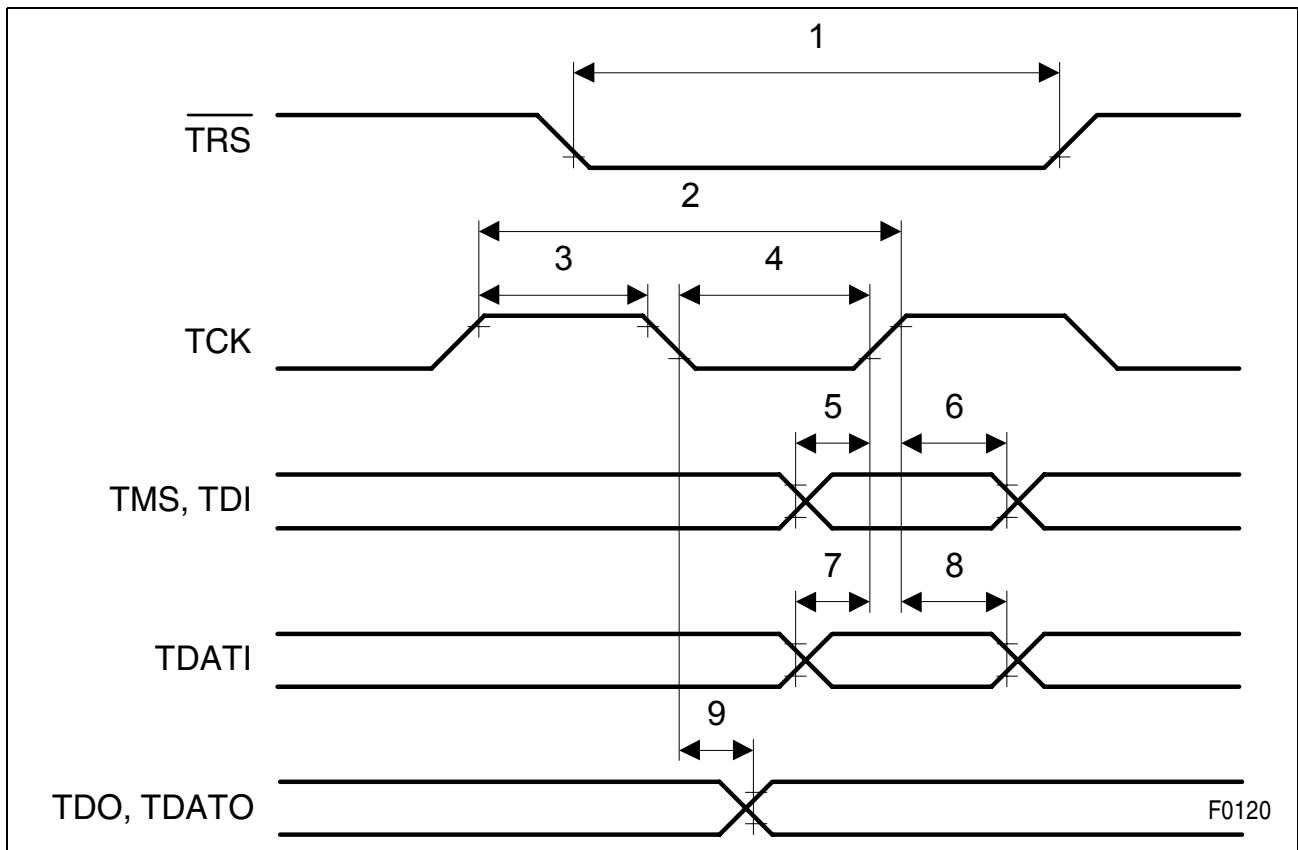 1
TRS
2
3 4
TCK
5 6
TMS, TDI
7 8
TDATI
9
TDO, TDATO
F0120